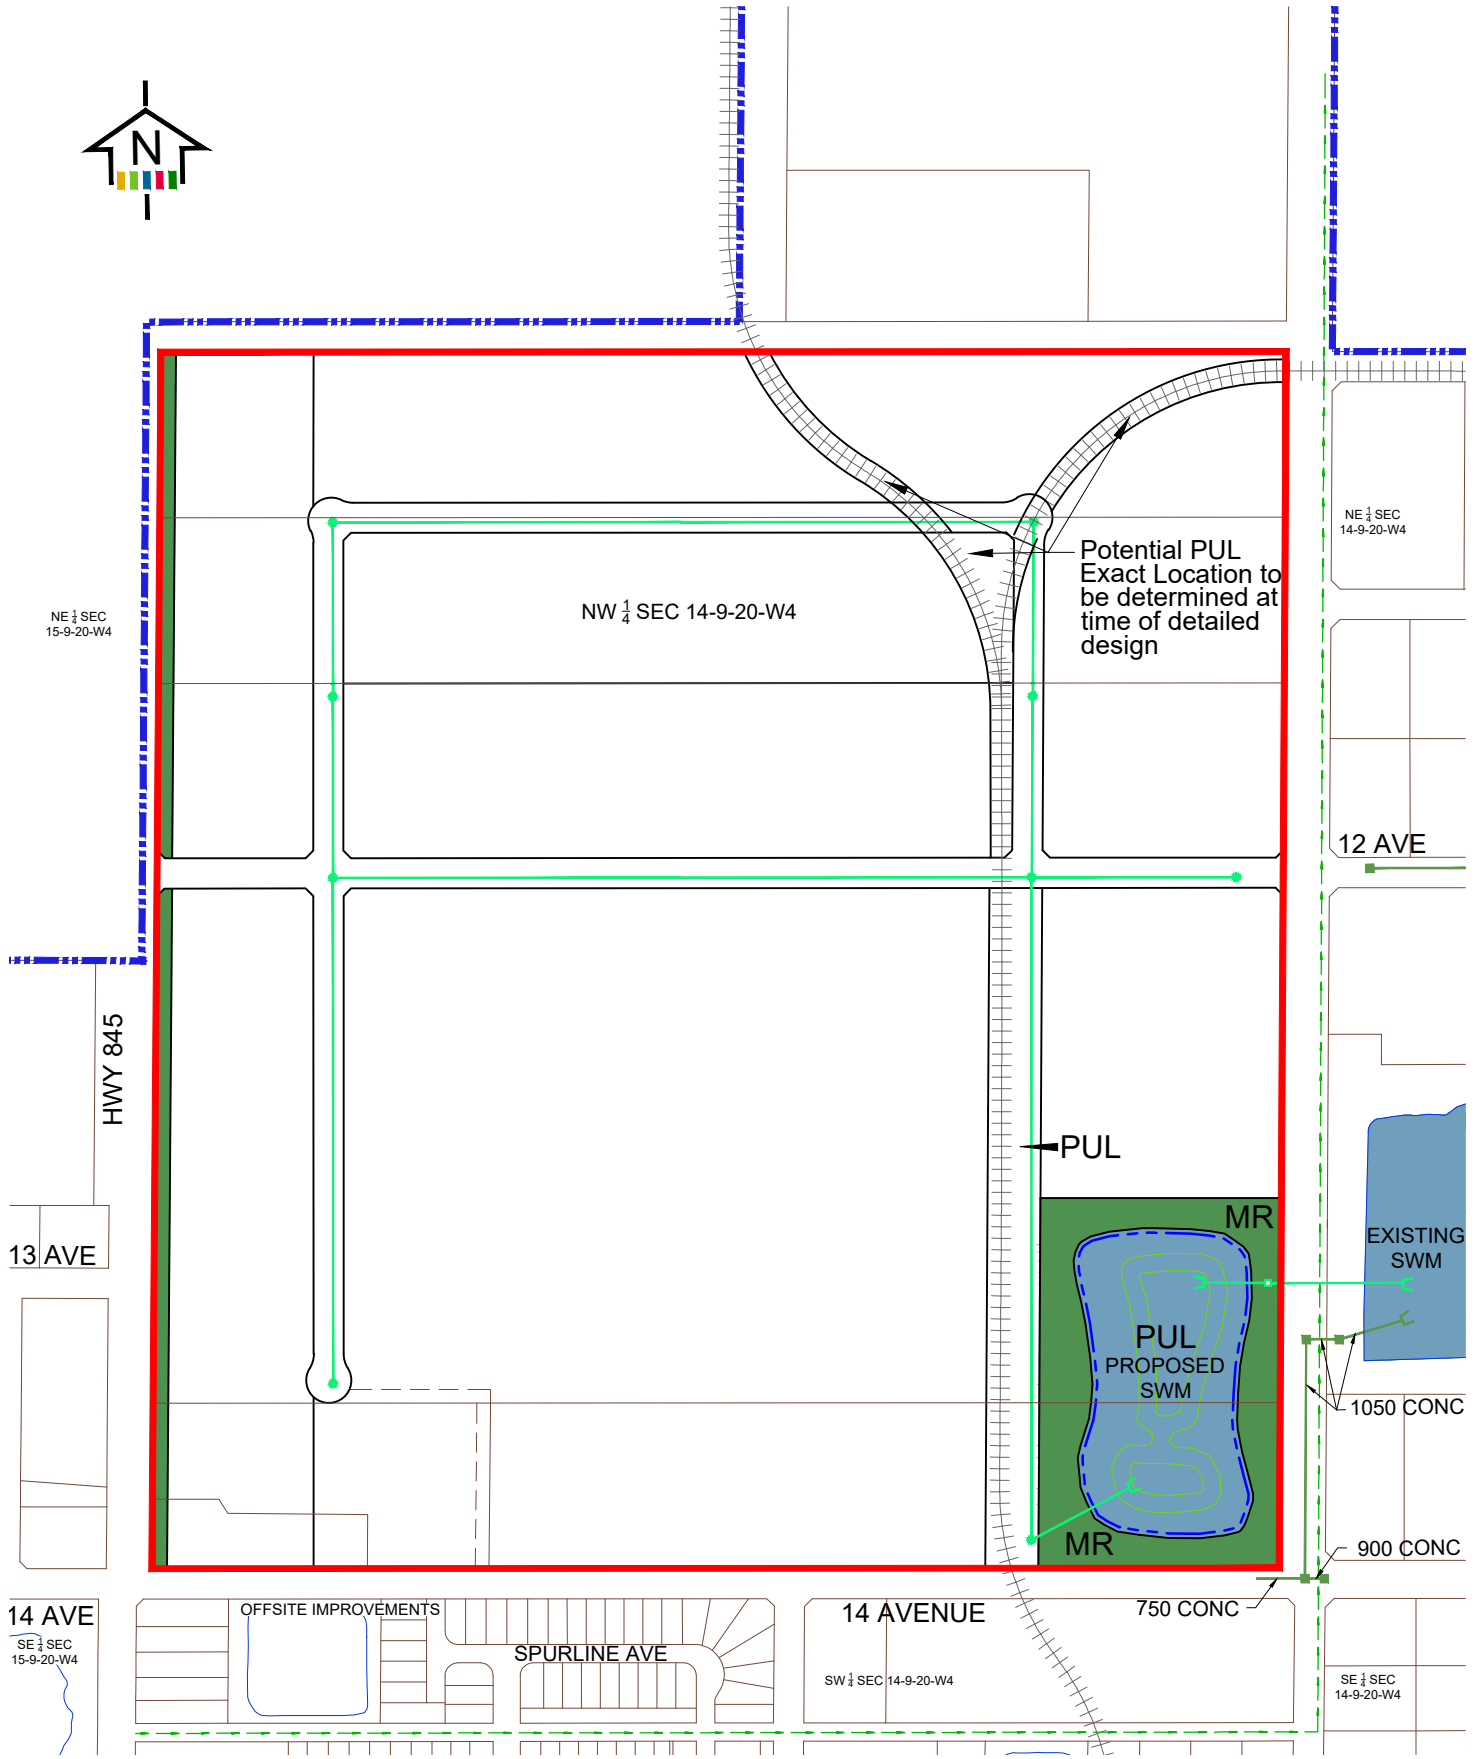 N
NE 1/4 SEC
14-9-20-W4
Potential PUL
Exact Location to
be determined at
time of detailed
design
NW 1/4 SEC 14-9-20-W4
NE 1/4 SEC
15-9-20-W4
12 AVE
HWY 845
PUL
MR
13 AVE
EXISTING
SWM
PUL
PROPOSED
SWM
1050 CONC
MR
900 CONC
750 CONC
14 AVE
OFFSITE IMPROVEMENTS
14 AVENUE
SE 1/4 SEC
15-9-20-W4
SPURLINE AVE
SW 1/4 SEC 14-9-20-W4
SE 1/4 SEC
14-9-20-W4